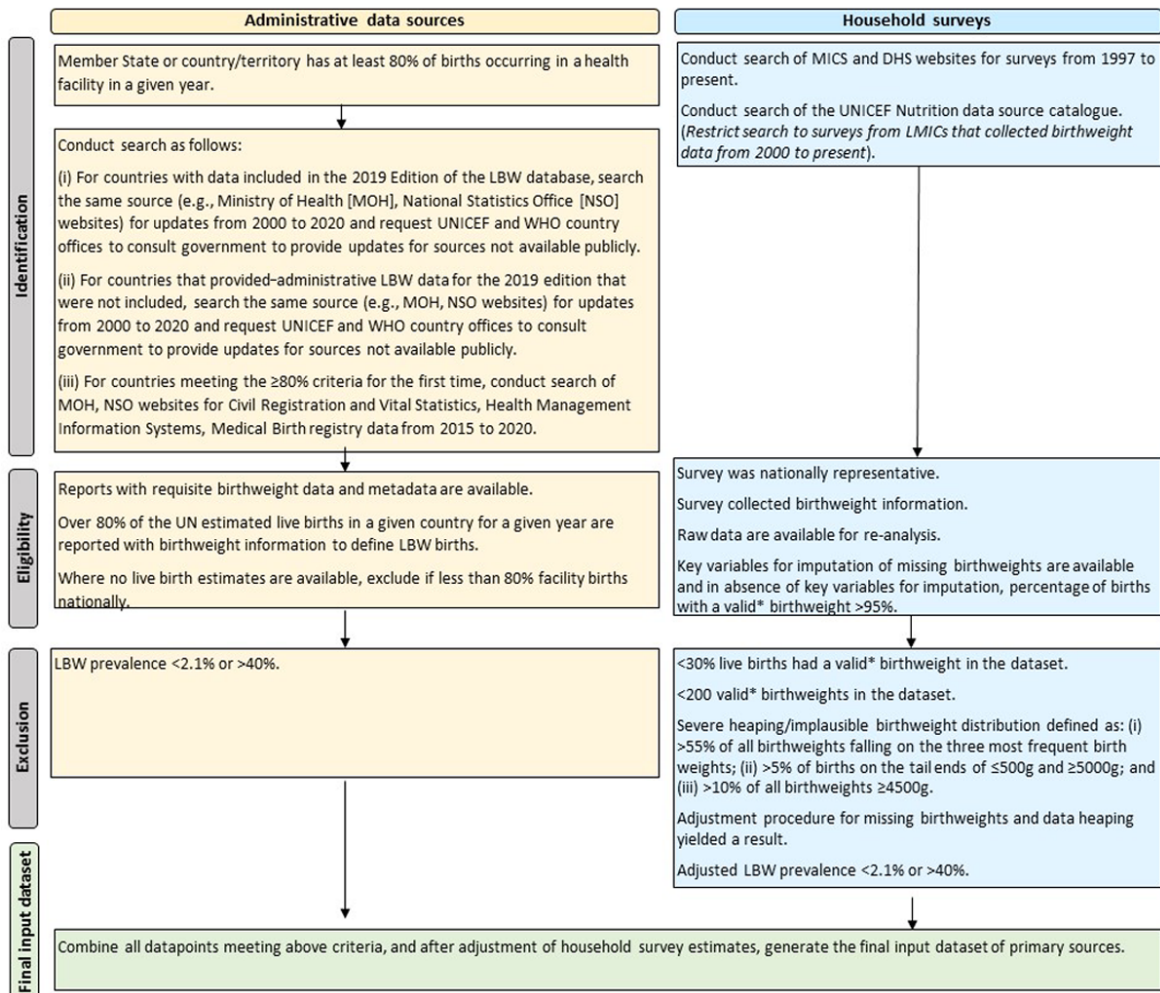 Administrative data sources
Household surveys
Identification
Member State or country/territory has at least 80% of births occurring in a health
facility in a given year.
Conduct search as follows:
(i) For countries with data included in the 2019 Edition of the LBW database, search
the same source (e.g., Ministry of Health [MOH], National Statistics Office [NSO]
websites) for updates from 2000 to 2020 and request UNICEF and WHO country
offices to consult government to provide updates for sources not available publicly.
(ii) For countries that provided-administrative LBW data for the 2019 edition that
were not included, search the same source (e.g., MOH, NSO websites) for updates
from 2000 to 2020 and request UNICEF and WHO country offices to consult
government to provide updates for sources not available publicly.
(iii) For countries meeting the ≥80% criteria for the first time, conduct search of
MOH, NSO websites for Civil Registration and Vital Statistics, Health Management
Information Systems, Medical Birth registry data from 2015 to 2020.
Conduct search of MICS and DHS websites for surveys from 1997 to
present.
Conduct search of the UNICEF Nutrition data source catalogue.
(Restrict search to surveys from LMICs that collected birthweight
data from 2000 to present).
Eligibility
Reports with requisite birthweight data and metadata are available.
Over 80% of the UN estimated live births in a given country for a given year are
reported with birthweight information to define LBW births.
Where no live birth estimates are available, exclude if less than 80% facility births
nationally.
Survey was nationally representative.
Survey collected birthweight information.
Raw data are available for re-analysis.
Key variables for imputation of missing birthweights are available
and in absence of key variables for imputation, percentage of births
with a valid* birthweight >95%.
Exclusion
LBW prevalence <2.1% or >40%.
<30% live births had a valid* birthweight in the dataset.
<200 valid* birthweights in the dataset.
Severe heaping/implausible birthweight distribution defined as: (i)
>55% of all birthweights falling on the three most frequent birth
weights; (ii) >5% of births on the tail ends of ≤500g and ≥5000g; and
(iii) >10% of all birthweights ≥4500g.
Adjustment procedure for missing birthweights and data heaping
yielded a result.
Adjusted LBW prevalence <2.1% or >40%.
Final input dataset
Combine all datapoints meeting above criteria, and after adjustment of household survey estimates, generate the final input dataset of primary sources.